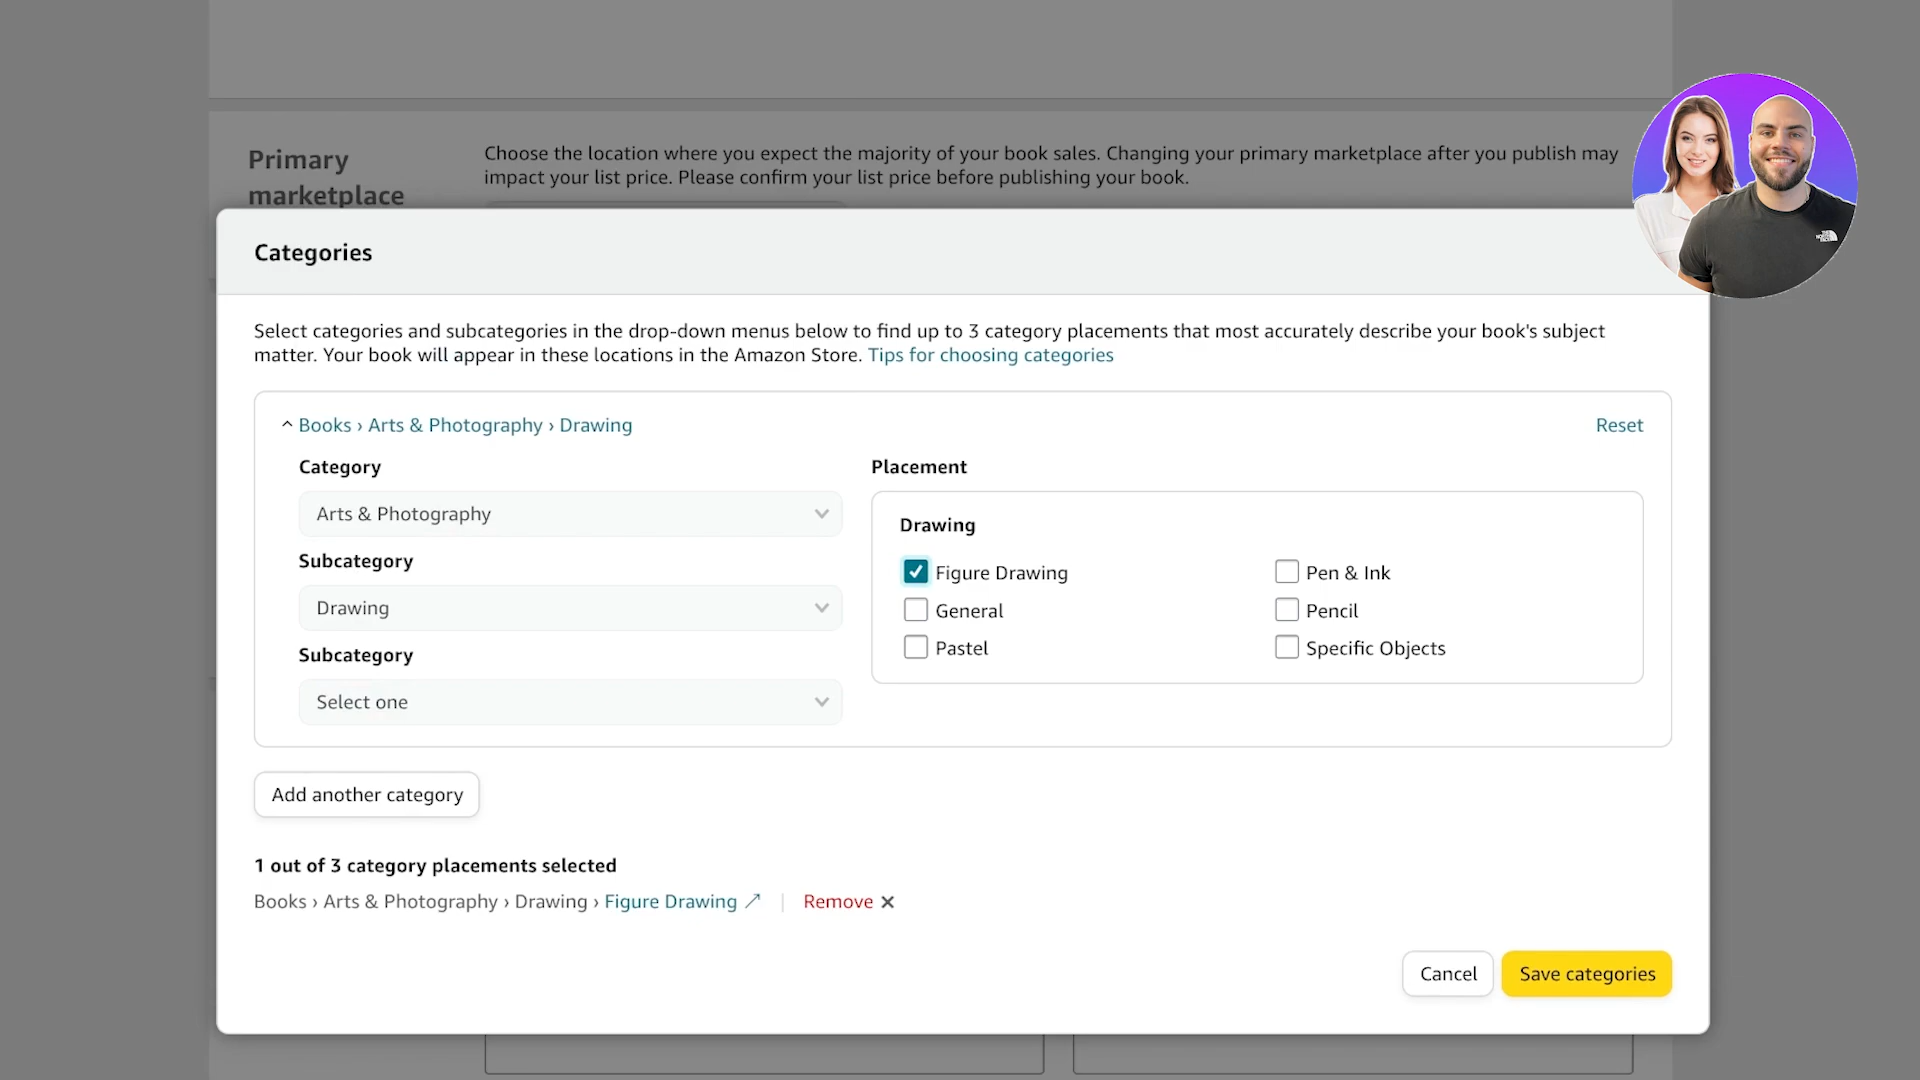 Primary
marketplace
Choose the location where you expect the majority of your book sales. Changing your primary marketplace after you publish may
impact your list price. Please confirm your list price before publishing your book.
Categories
Select categories and subcategories in the drop-down menus below to find up to 3 category placements that most accurately describe your book's subject
matter. Your book will appear in these locations in the Amazon Store. Tips for choosing categories
Books › Arts & Photography › Drawing
Reset
Category
Arts & Photography
Subcategory
Drawing
Subcategory
Select one
Placement
Drawing
Figure Drawing
General
Pastel
Pen & Ink
Pencil
Specific Objects
Add another category
1 out of 3 category placements selected
Books › Arts & Photography › Drawing › Figure Drawing
Remove
Cancel
Save categories
THE
NORTH
FACE